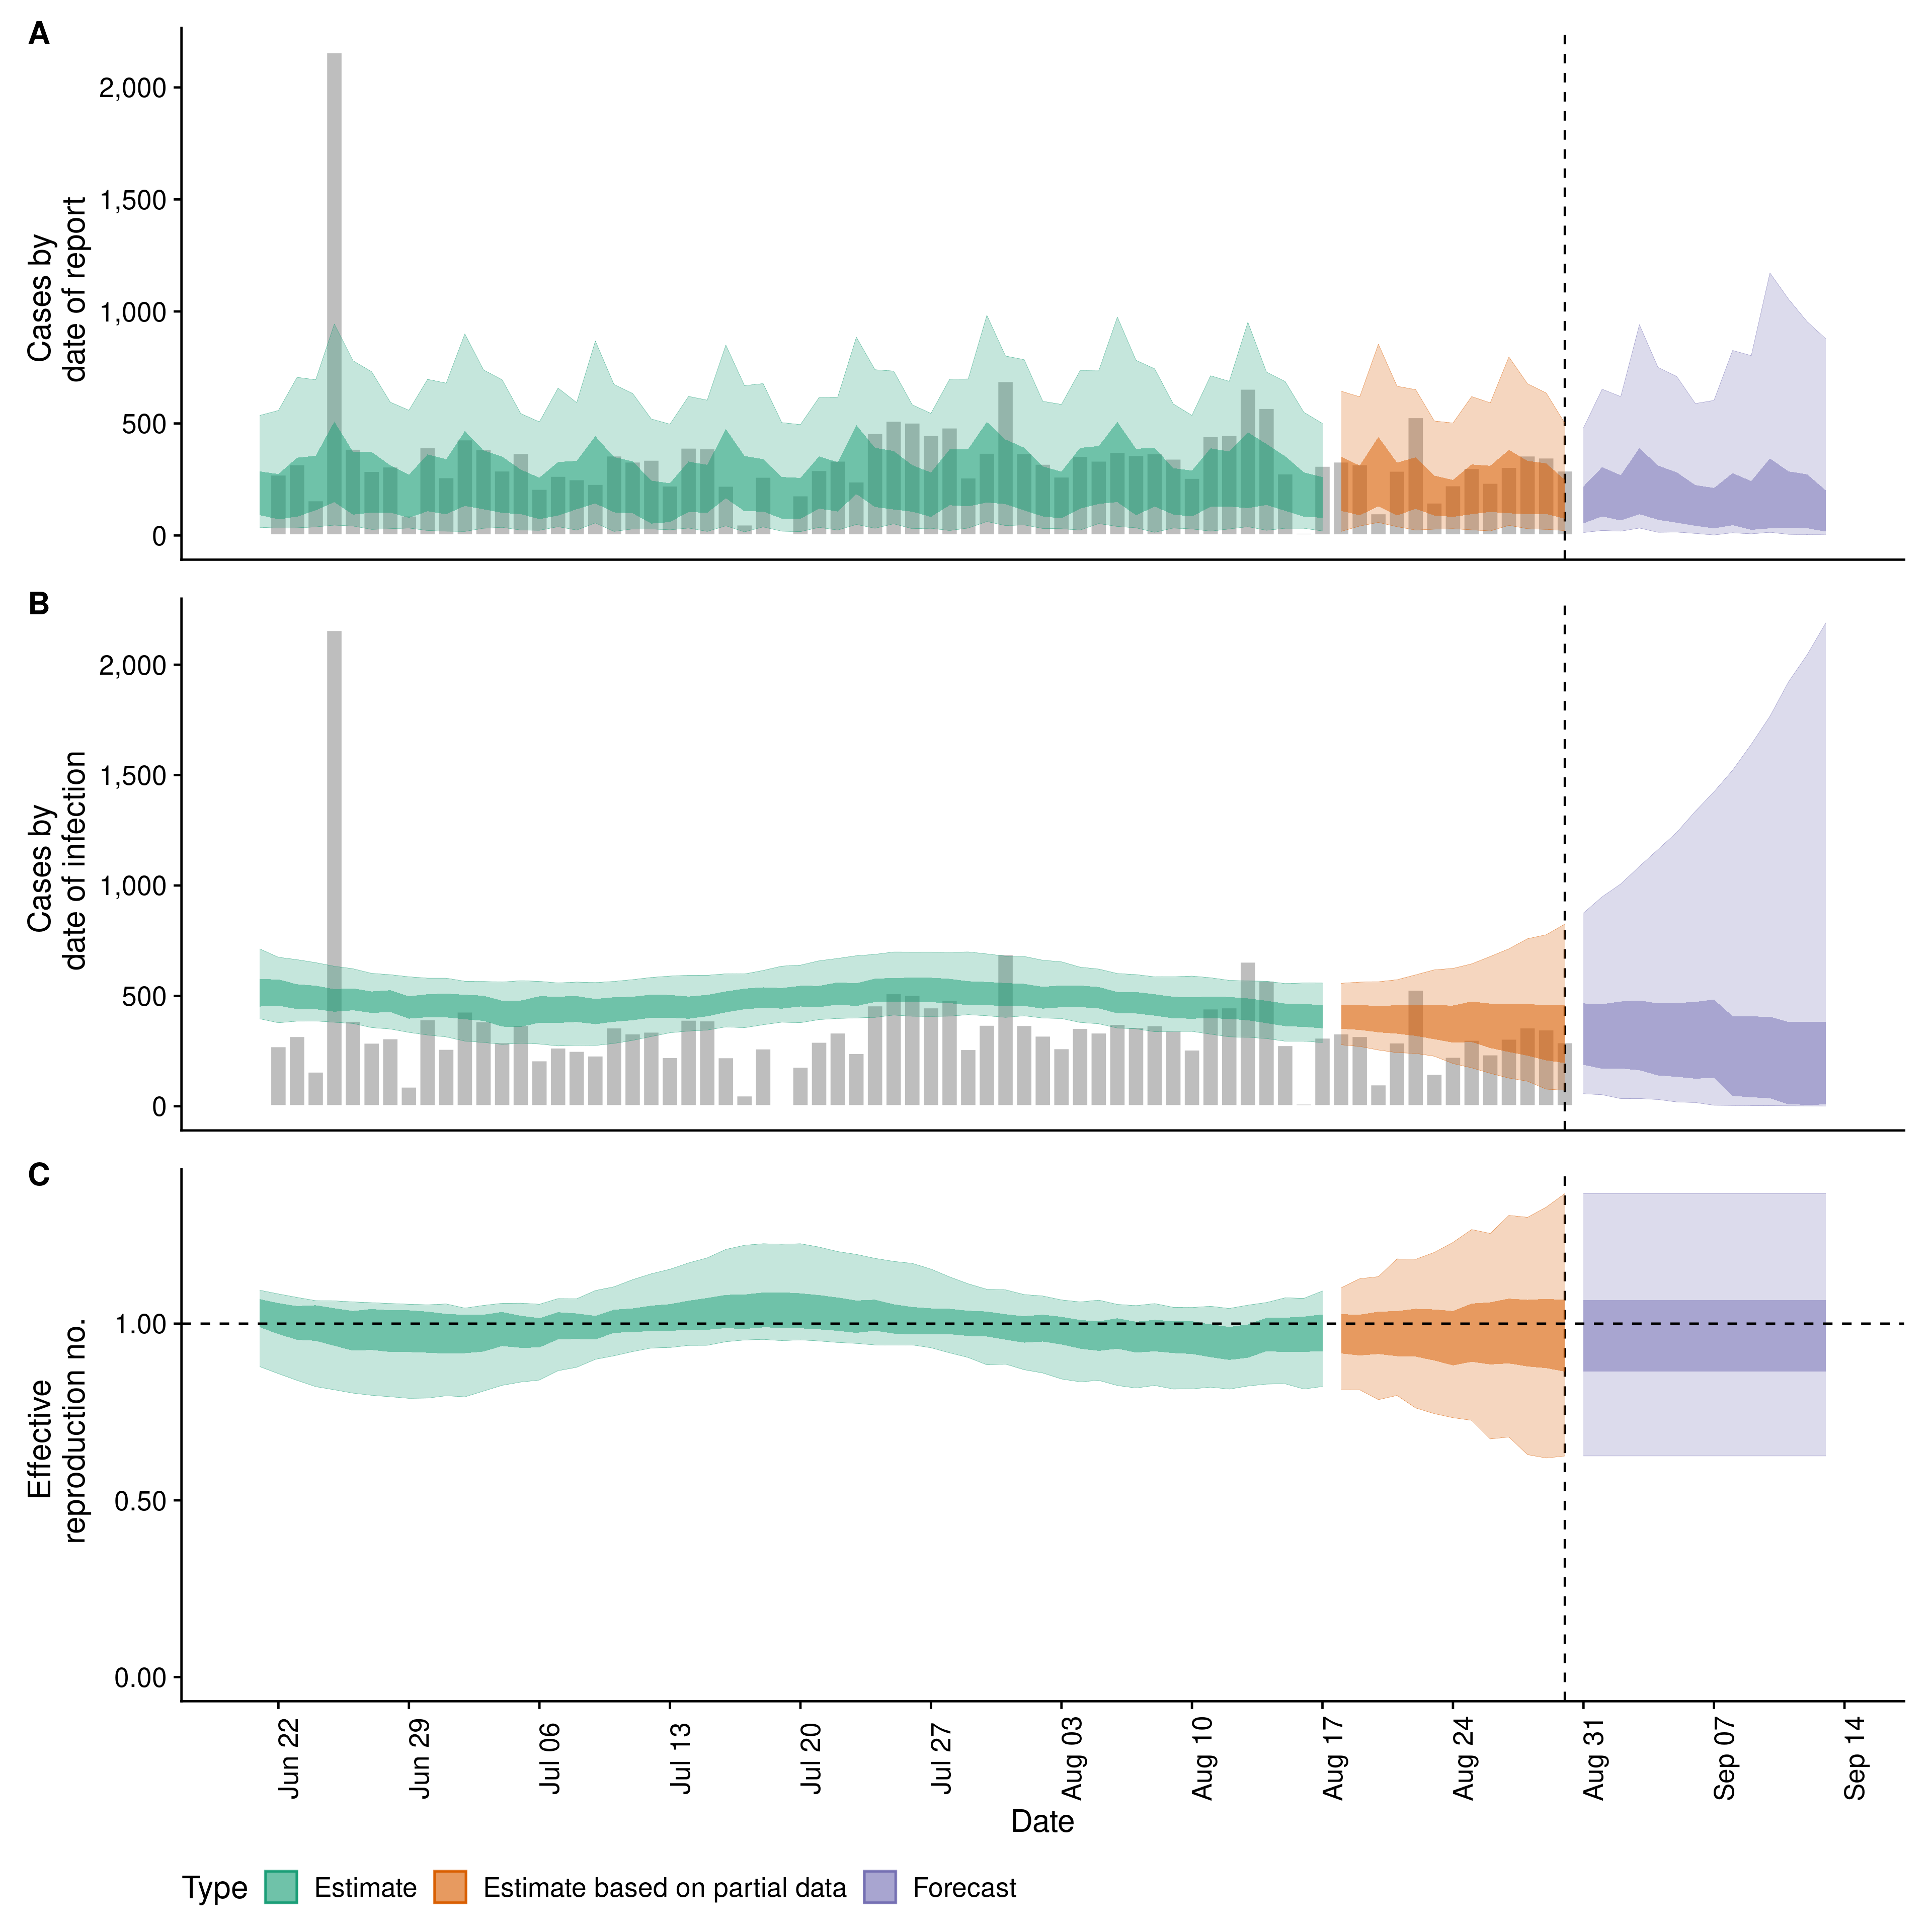 A
Cases by
date of report
2,000
1,500
1,000
500
0
B
Cases by
date of infection
2,000
1,500
1,000
500
0
C
Effective
reproduction no.
1.00
0.50
0.00
Jun 22
Jun 29
Jul 06
Jul 13
Jul 20
Jul 27
Aug 03
Aug 10
Aug 17
Aug 24
Aug 31
Sep 07
Sep 14
Date
Type Estimate Estimate based on partial data Forecast